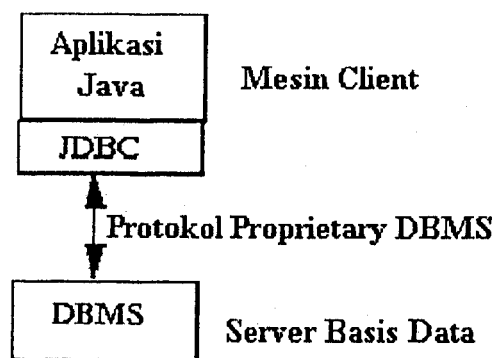 Aplikasi
Java
Mesin Client
JDBC
Protokol Proprietary DBMS
DBMS
Server Basis Data